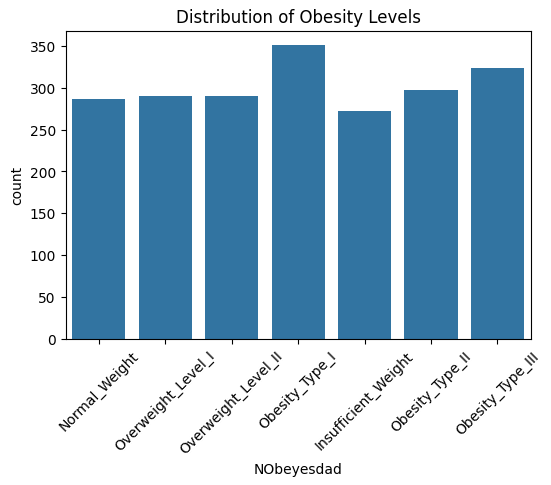 Distribution of Obesity Levels
350
300
250
200
150
100
50
0
count
Normal_Weight
Overweight_Level_I
Overweight_Level_II
Obesity_Type_I
Insufficient_Weight
Obesity_Type_II
Obesity_Type_III
NObeyesdad